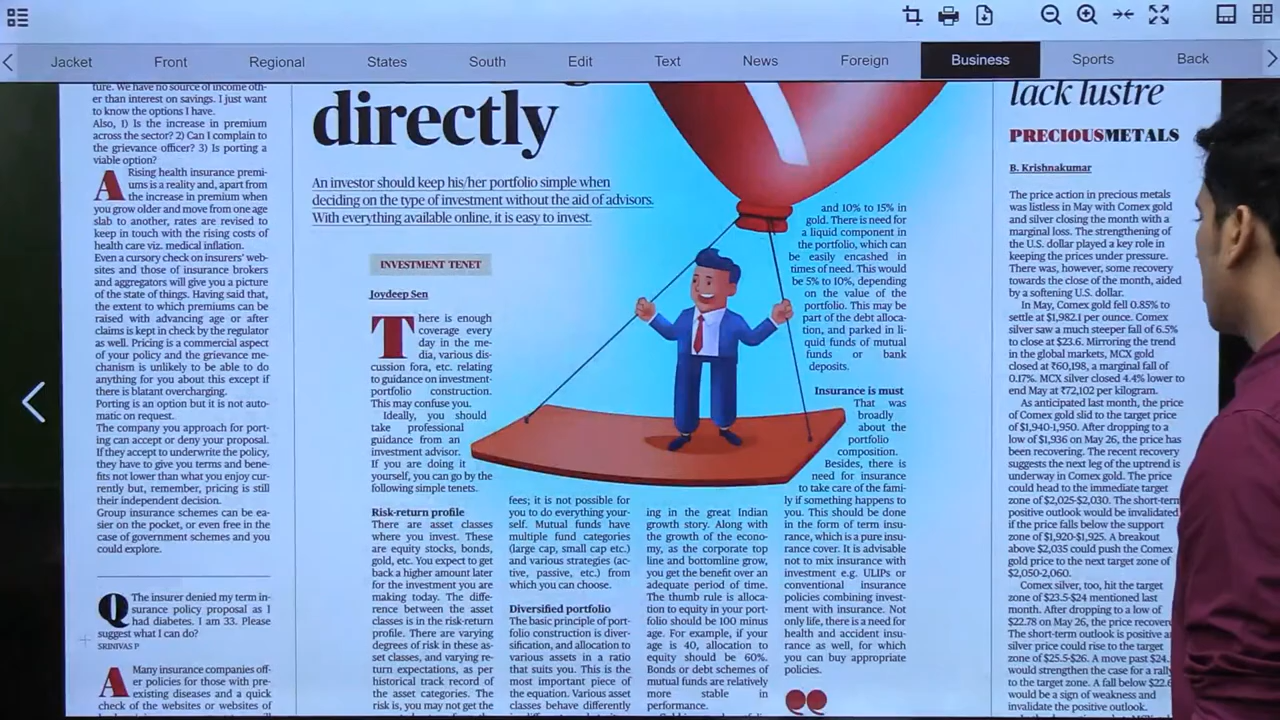 Jacket
Front
Regional
States
South
Edit
Text
News
Foreign
Business
Sports
Back
ture. We have no source of income oth-
er than interest on savings. I just want
to know the options I have.
Also, 1) Is the increase in premium
across the sector? 2) Can I complain to
the grievance officer? 3) Is porting a
viable option?
A Rising health insurance premi-
ums is a reality and, apart from
the increase in premium when
you grow older and move from one age
slab to another, rates are revised to
keep in touch with the rising costs of
health care viz. medical inflation.
Even a cursory check on insurers' web-
sites and those of insurance brokers
and aggregators will give you a picture
of the state of things. Having said that,
the extent to which premiums can be
raised with advancing age or after
claims is kept in check by the regulator
as well. Pricing is a commercial aspect
of your policy and the grievance me-
chanism is unlikely to be able to do
anything for you about this except if
there is blatant overcharging.
Porting is an option but it is not auto-
matic on request.
The company you approach for port-
ing can accept or deny your proposal.
If they accept to underwrite the policy,
they have to give you terms and bene-
fits not lower than what you enjoy cur-
rently but, remember, pricing is still
their independent decision.
Group insurance schemes can be ea-
sier on the pocket, or even free in the
case of government schemes and you
could explore.
Q The insurer denied my term in-
surance policy proposal as I
had diabetes. I am 33. Please
suggest what I can do?
SRINIVAS P
A Many insurance companies off-
er policies for those with pre-
existing diseases and a quick
check of the websites or websites of
directly
An investor should keep his/her portfolio simple when
deciding on the type of investment without the aid of advisors.
With everything available online, it is easy to invest.
INVESTMENT TENET
Joydeep Sen
There is enough
coverage every
day in the me-
dia, various dis-
cussion fora, etc. relating
to guidance on investment-
portfolio construction.
This may confuse you.
Ideally, you should
take professional
guidance from an
investment advisor.
If you are doing it
yourself, you can go by the
following simple tenets.
Risk-return profile
There are asset classes
where you invest. These
are equity stocks, bonds,
gold, etc. You expect to get
back a higher amount later
for the investment you are
making today. The diffe-
rence between the asset
classes is in the risk-return
profile. There are varying
degrees of risk in these as-
set classes, and varying re-
turn expectations, as per
historical track record of
the asset categories. The
risk is, you may not get the
fees; it is not possible for
you to do everything your-
self. Mutual funds have
multiple fund categories
(large cap, small cap etc.)
and various strategies (ac-
tive, passive, etc.) from
which you can choose.
Diversified portfolio
The basic principle of port-
folio construction is diver-
sification, and allocation to
various assets in a ratio
that suits you. This is the
most important piece of
the equation. Various asset
classes behave differently
ing in the great Indian
growth story. Along with
the growth of the econo-
my, as the corporate top
line and bottomline grow,
you get the benefit over an
adequate period of time.
The thumb rule is alloca-
tion to equity in your port-
folio should be 100 minus
age. For example, if your
age is 40, allocation to
equity should be 60%.
Bonds or debt schemes of
mutual funds are relatively
more stable in
performance.
and 10% to 15% in
gold. There is need for
a liquid component in
the portfolio, which can
be easily encashed in
times of need. This would
be 5% to 10%, depending
on the value of the
portfolio. This may be
part of the debt alloca-
tion, and parked in li-
quid funds of mutual
funds or bank
deposits.
Insurance is must
That was
broadly
about the
portfolio
composition.
Besides, there is
need for insurance
to take care of the fami-
ly if something happens to
you. This should be done
in the form of term insu-
rance, which is a pure insu-
rance cover. It is advisable
not to mix insurance with
investment e.g. ULIPs or
conventional insurance
policies combining invest-
ment with insurance. Not
only life, there is a need for
health and accident insu-
rance as well, for which
you can buy appropriate
policies.
lack lustre
PRECIOUSMETALS
B. Krishnakumar
The price action in precious metals
was listless in May with Comex gold
and silver closing the month with a
marginal loss. The strengthening of
the U.S. dollar played a key role in
keeping the prices under pressure.
There was, however, some recovery
towards the close of the month, aided
by a softening U.S. dollar.
In May, Comex gold fell 0.85% to
settle at $1,982.1 per ounce. Comex
silver saw a much steeper fall of 6.5%
to close at $23.6. Mirroring the trend
in the global markets, MCX gold
closed at ₹60,198, a marginal fall of
0.17%. MCX silver closed 4.4% lower to
end May at ₹72,102 per kilogram.
As anticipated last month, the price
of Comex gold slid to the target price
of $1,940-1,950. After dropping to a
low of $1,936 on May 26, the price has
been recovering. The recent recovery
suggests the next leg of the uptrend is
underway in Comex gold. The price
could head to the immediate target
zone of $2,025-$2,030. The short-term
positive outlook would be invalidated
if the price falls below the support
zone of $1,920-$1,925. A breakout
above $2,035 could push the Comex
gold price to the next target zone of
$2,050-2,060.
Comex silver, too, hit the target
zone of $23.5-$24 mentioned last
month. After dropping to a low of
$22.78 on May 26, the price recovere
The short-term outlook is positive a
silver price could rise to the target
zone of $25.5-$26. A move past $24.
would strengthen the case for a rally
to the target zone. A fall below $22.6
would be a sign of weakness and
invalidate the positive outlook.